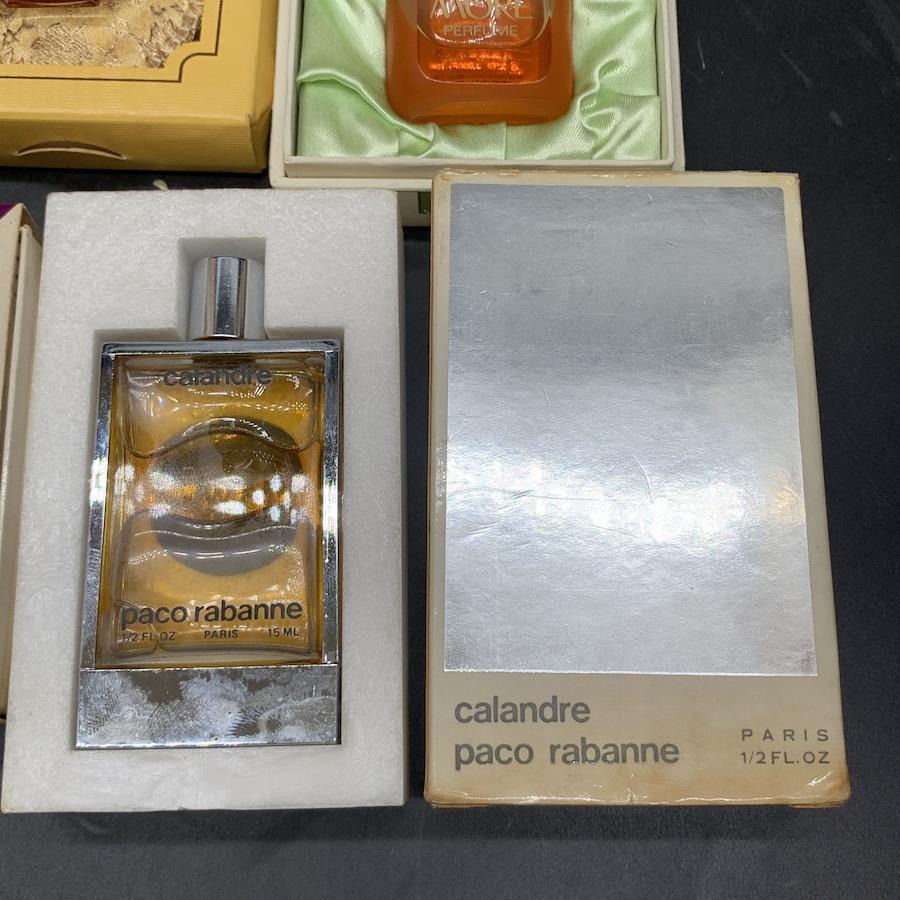 MORE
PERFUME
calandre
paco rabanne
1/2 FL OZ PARIS 15 ML
calandre
paco rabanne
PARIS
1/2 FL. OZ